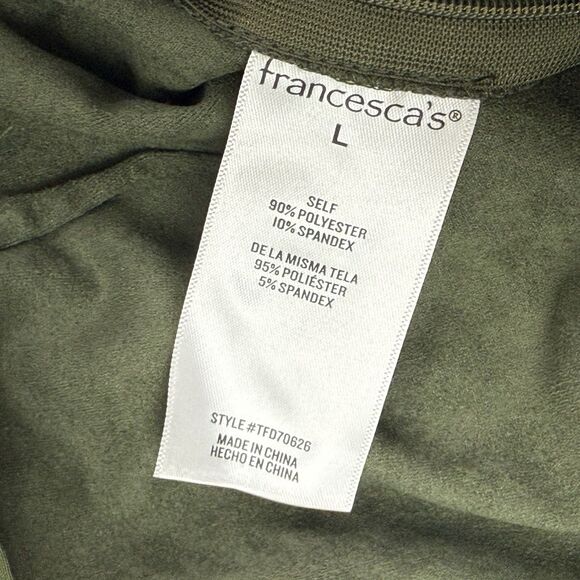 francesca's®
L
SELF
90% POLYESTER
10% SPANDEX
DE LA MISMA TELA
95% POLIÉSTER
5% SPANDEX
STYLE #TFD70626
MADE IN CHINA
HECHO EN CHINA